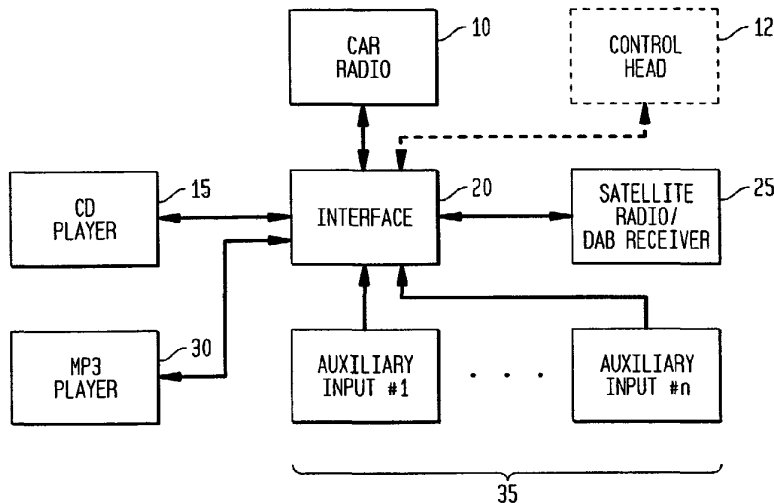 CAR
RADIO
10
CONTROL
HEAD
12
CD
PLAYER
15
INTERFACE
20
SATELLITE
RADIO/
DAB RECEIVER
25
MP3
PLAYER
30
AUXILIARY
INPUT #1
. . .
AUXILIARY
INPUT #n
35